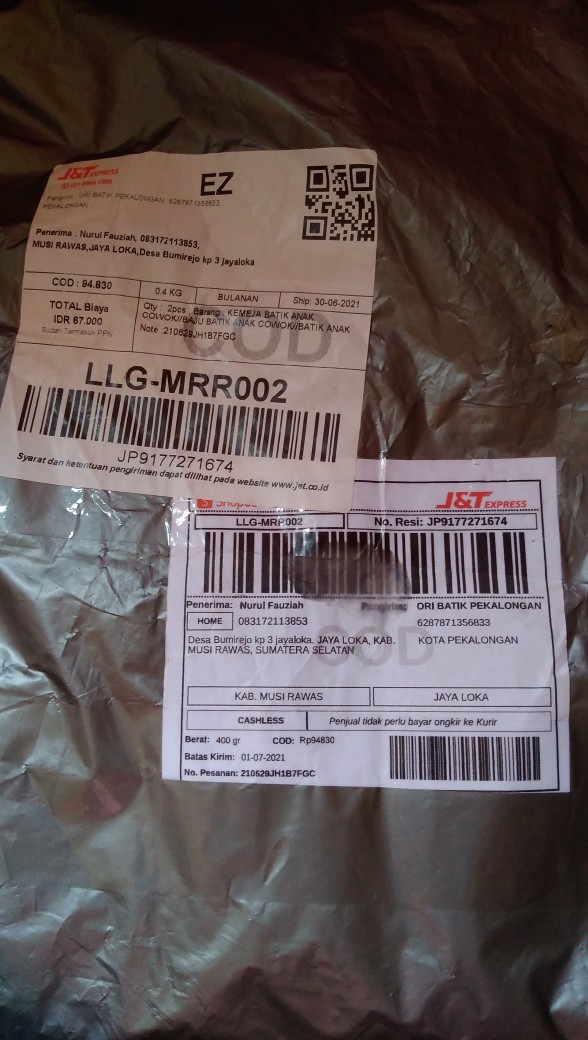 J&T EXPRESS
EZ
Pengirim : ORI BATIK PEKALONGAN, 6287871356833,
PEKALONGAN
Penerima : Nurul Fauziah, 083172113853,
MUSI RAWAS,JAYA LOKA,Desa Bumirejo kp 3 jayaloka
COD : 94.830
0.4 KG
BULANAN
Ship: 30-06-2021
TOTAL Biaya
IDR 67.000
Sudah Termasuk PPN
Qty : 2pcs Barang : KEMEJA BATIK ANAK
COWOK//BAJU BATIK ANAK COWOK//BATIK ANAK
Note :210629JH1B7FGC
COD
LLG-MRR002
JP9177271674
Syarat dan ketentuan pengiriman dapat dilihat pada website www.jet.co.id
J&T EXPRESS
LLG-MRR002
No. Resi: JP9177271674
Penerima: Nurul Fauziah
Pengirim: ORI BATIK PEKALONGAN
HOME
083172113853
6287871356833
Desa Bumirejo kp 3 jayaloka, JAYA LOKA, KAB.
MUSI RAWAS, SUMATERA SELATAN
KOTA PEKALONGAN
COD
KAB. MUSI RAWAS
JAYA LOKA
CASHLESS
Penjual tidak perlu bayar ongkir ke Kurir
Berat: 400 gr
COD: Rp94830
Batas Kirim: 01-07-2021
No. Pesanan: 210629JH1B7FGC